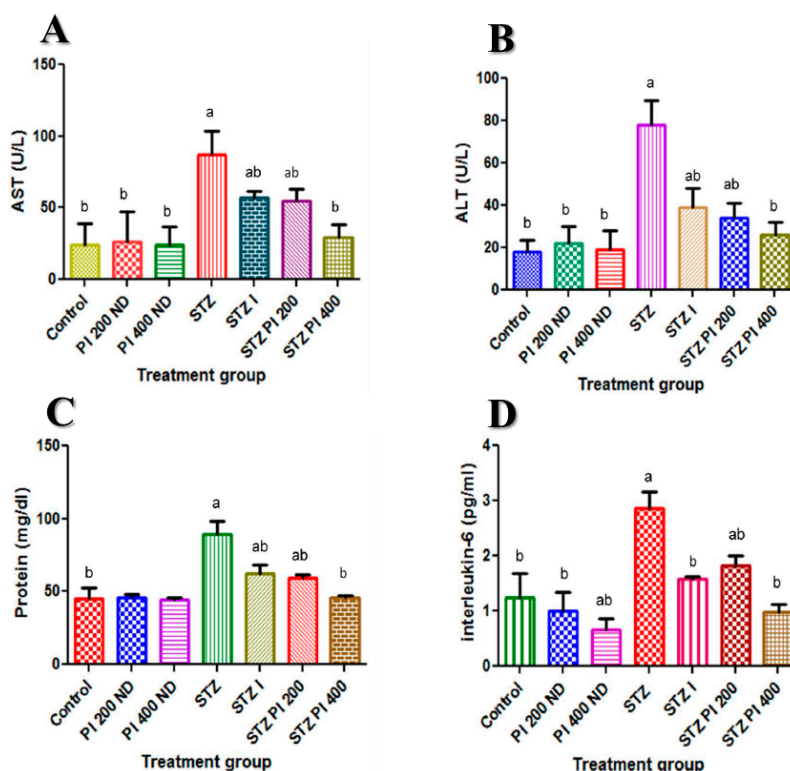 A
AST (U/L)
150
100
50
0
b
b
b
a
ab
ab
b
Control
PI 200 ND
PI 400 ND
STZ
STZ I
STZ PI 200
STZ PI 400
Treatment group
B
ALT (U/L)
100
80
60
40
20
0
b
b
b
a
ab
ab
b
Control
PI 200 ND
PI 400 ND
STZ
STZ I
STZ PI 200
STZ PI 400
Treatment group
C
Protein (mg/dl)
150
100
50
0
b
a
ab
ab
b
Control
PI 200 ND
PI 400 ND
STZ
STZ I
STZ PI 200
STZ PI 400
Treatment group
D
interleukin-6 (pg/ml)
4
3
2
1
0
b
b
ab
a
b
ab
b
Control
PI 200 ND
PI 400 ND
STZ
STZ I
STZ PI 200
STZ PI 400
Treatment group